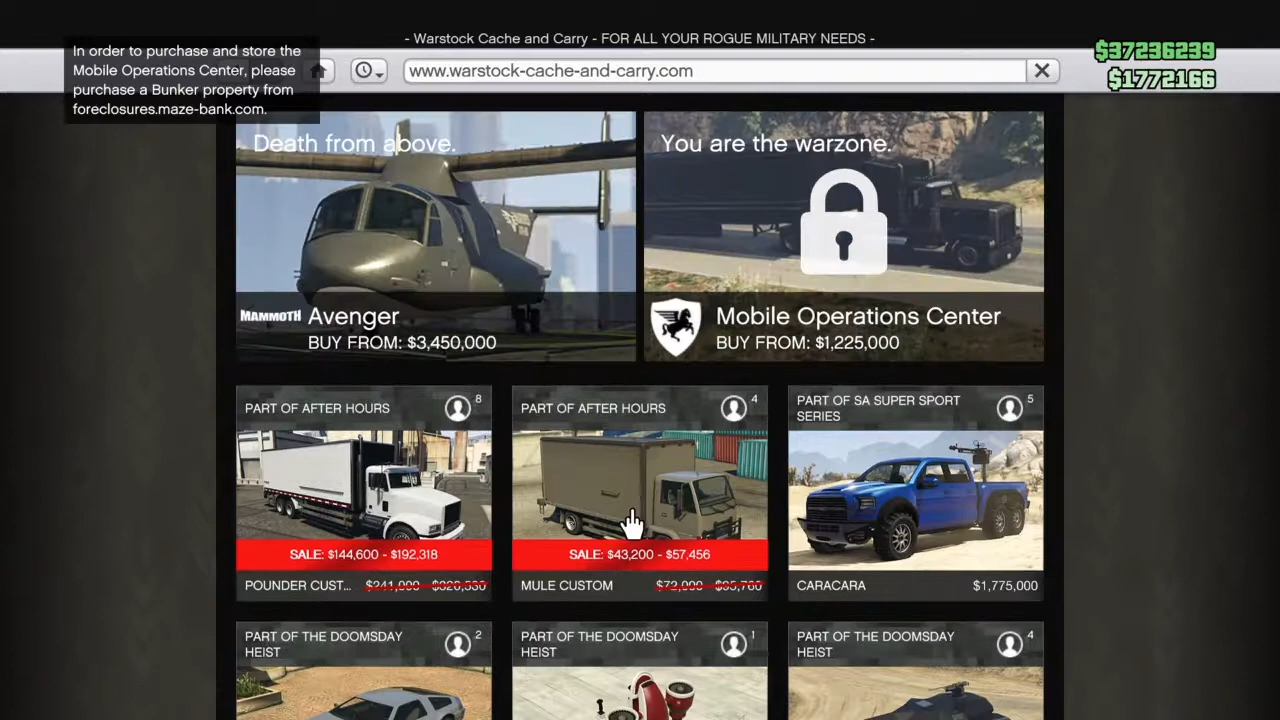 - Warstock Cache and Carry - FOR ALL YOUR ROGUE MILITARY NEEDS -
In order to purchase and store the
Mobile Operations Center, please
purchase a Bunker property from
foreclosures.maze-bank.com.
www.warstock-cache-and-carry.com
$37236239
$1772166
Death from above.
MAMMOTH Avenger
BUY FROM: $3,450,000
You are the warzone.
Mobile Operations Center
BUY FROM: $1,225,000
PART OF AFTER HOURS 8
SALE: $144,600 - $192,318
POUNDER CUST...
PART OF AFTER HOURS 4
SALE: $43,200 - $57,456
MULE CUSTOM $72,000 - $95,760
PART OF SA SUPER SPORT
SERIES 5
CARACARA $1,775,000
PART OF THE DOOMSDAY
HEIST 2
PART OF THE DOOMSDAY
HEIST 1
PART OF THE DOOMSDAY
HEIST 4